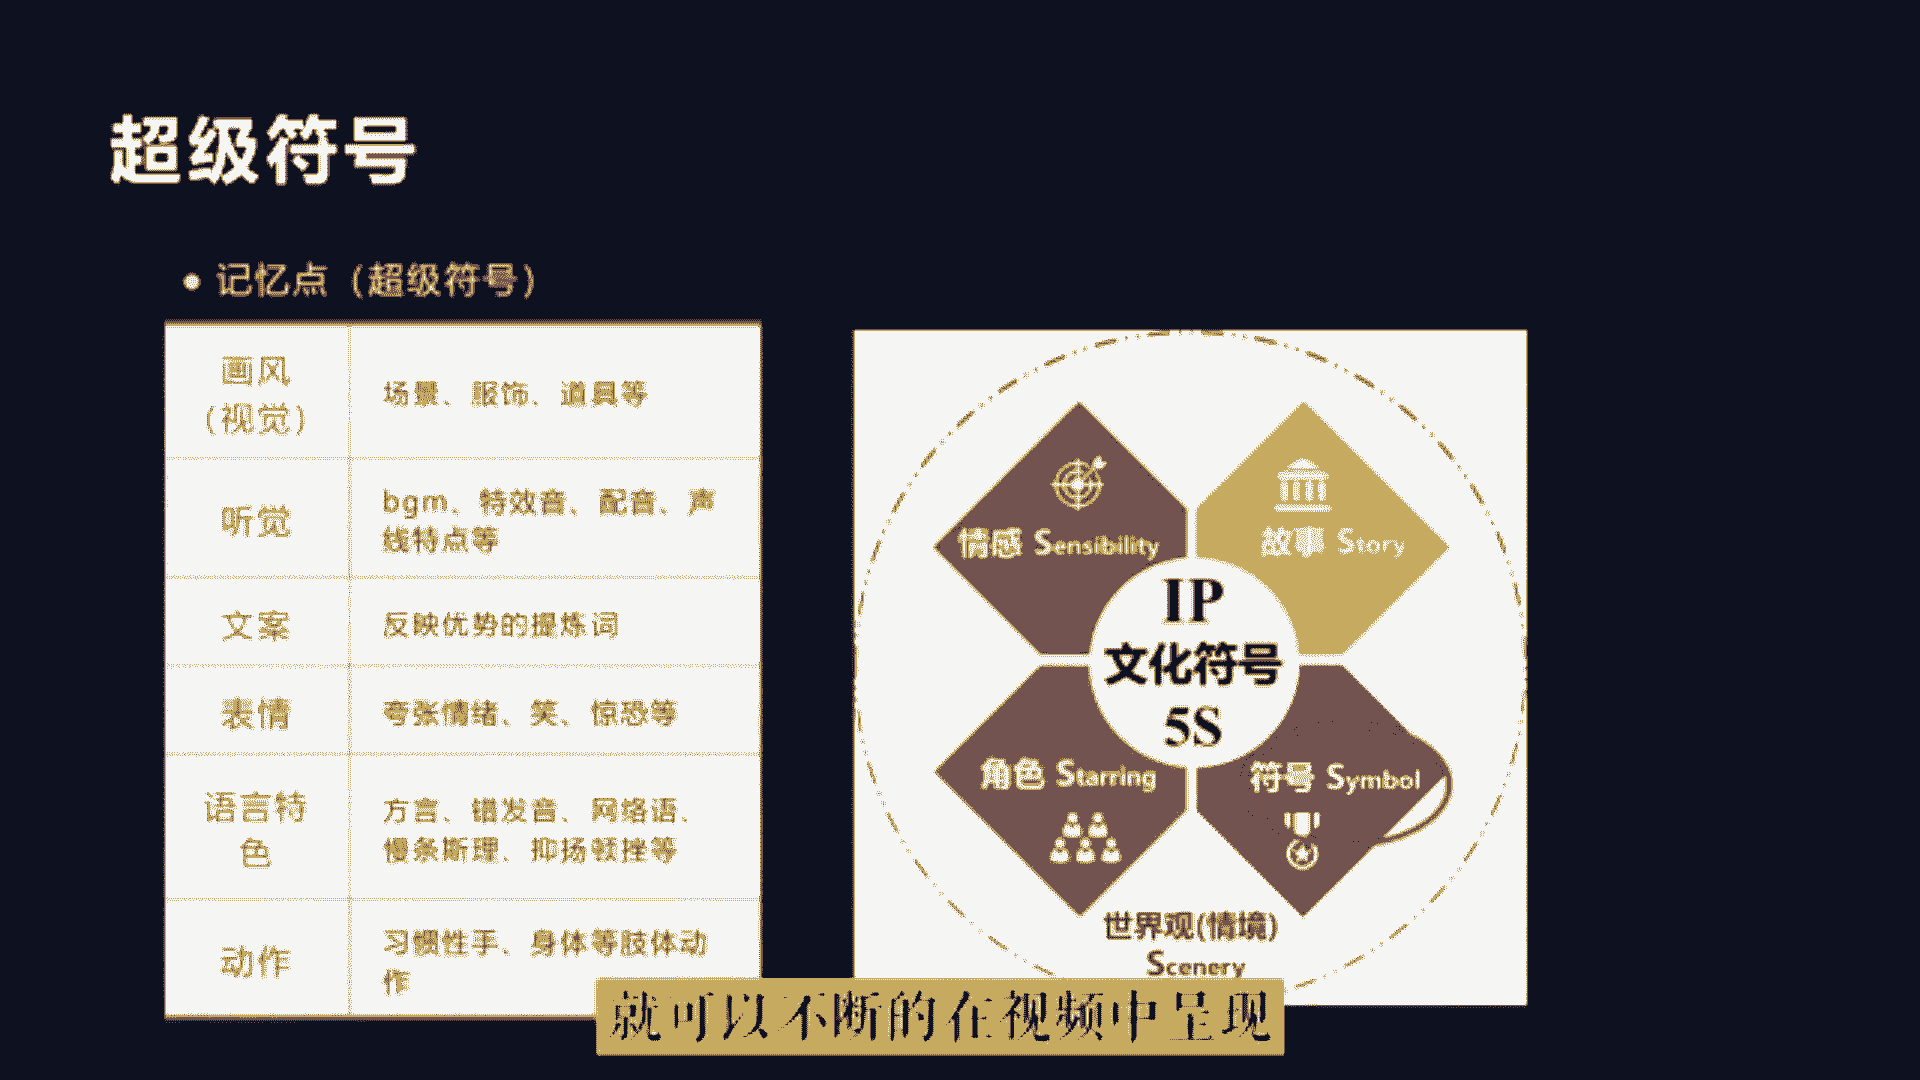 超级符号
记忆点（超级符号）
画风
（视觉）
场景、服饰、道具等
听觉
bgm、特效音、配音、声
线特点等
文案
反映优势的提炼词
表情
夸张情绪、笑、惊恐等
语言特
色
方言、错发音、网络语、
慢条斯理、抑扬顿挫等
动作
习惯性手、身体等肢体动
作
情感 Sensibility
故事 Story
IP
文化符号
5S
角色 Starring
符号 Symbol
世界观(情境)
Scenery
就可以不断的在视频中呈现